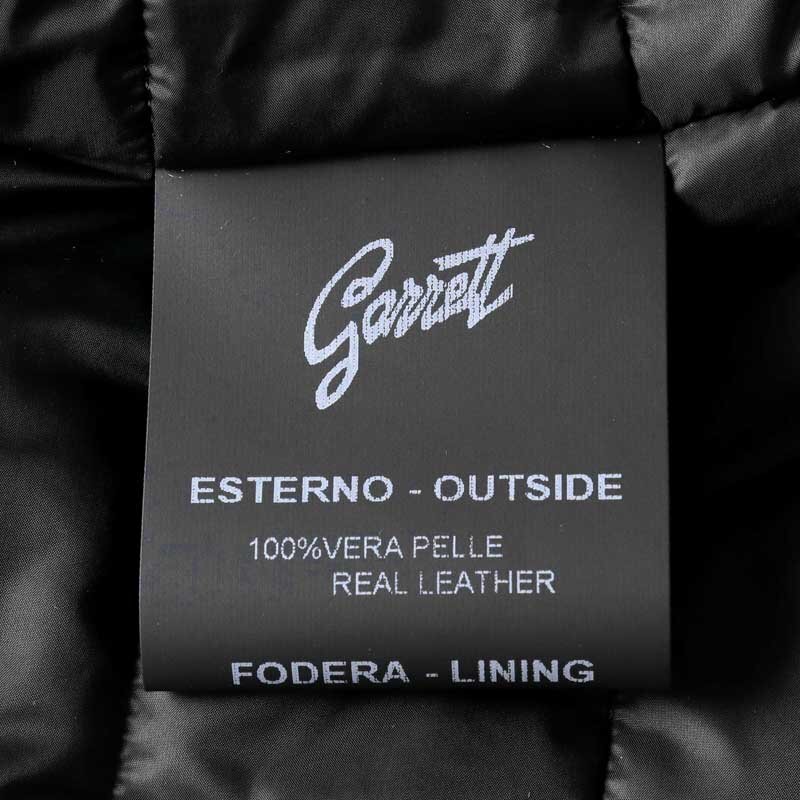 Garrett
ESTERNO - OUTSIDE
100%VERA PELLE
REAL LEATHER
FODERA - LINING